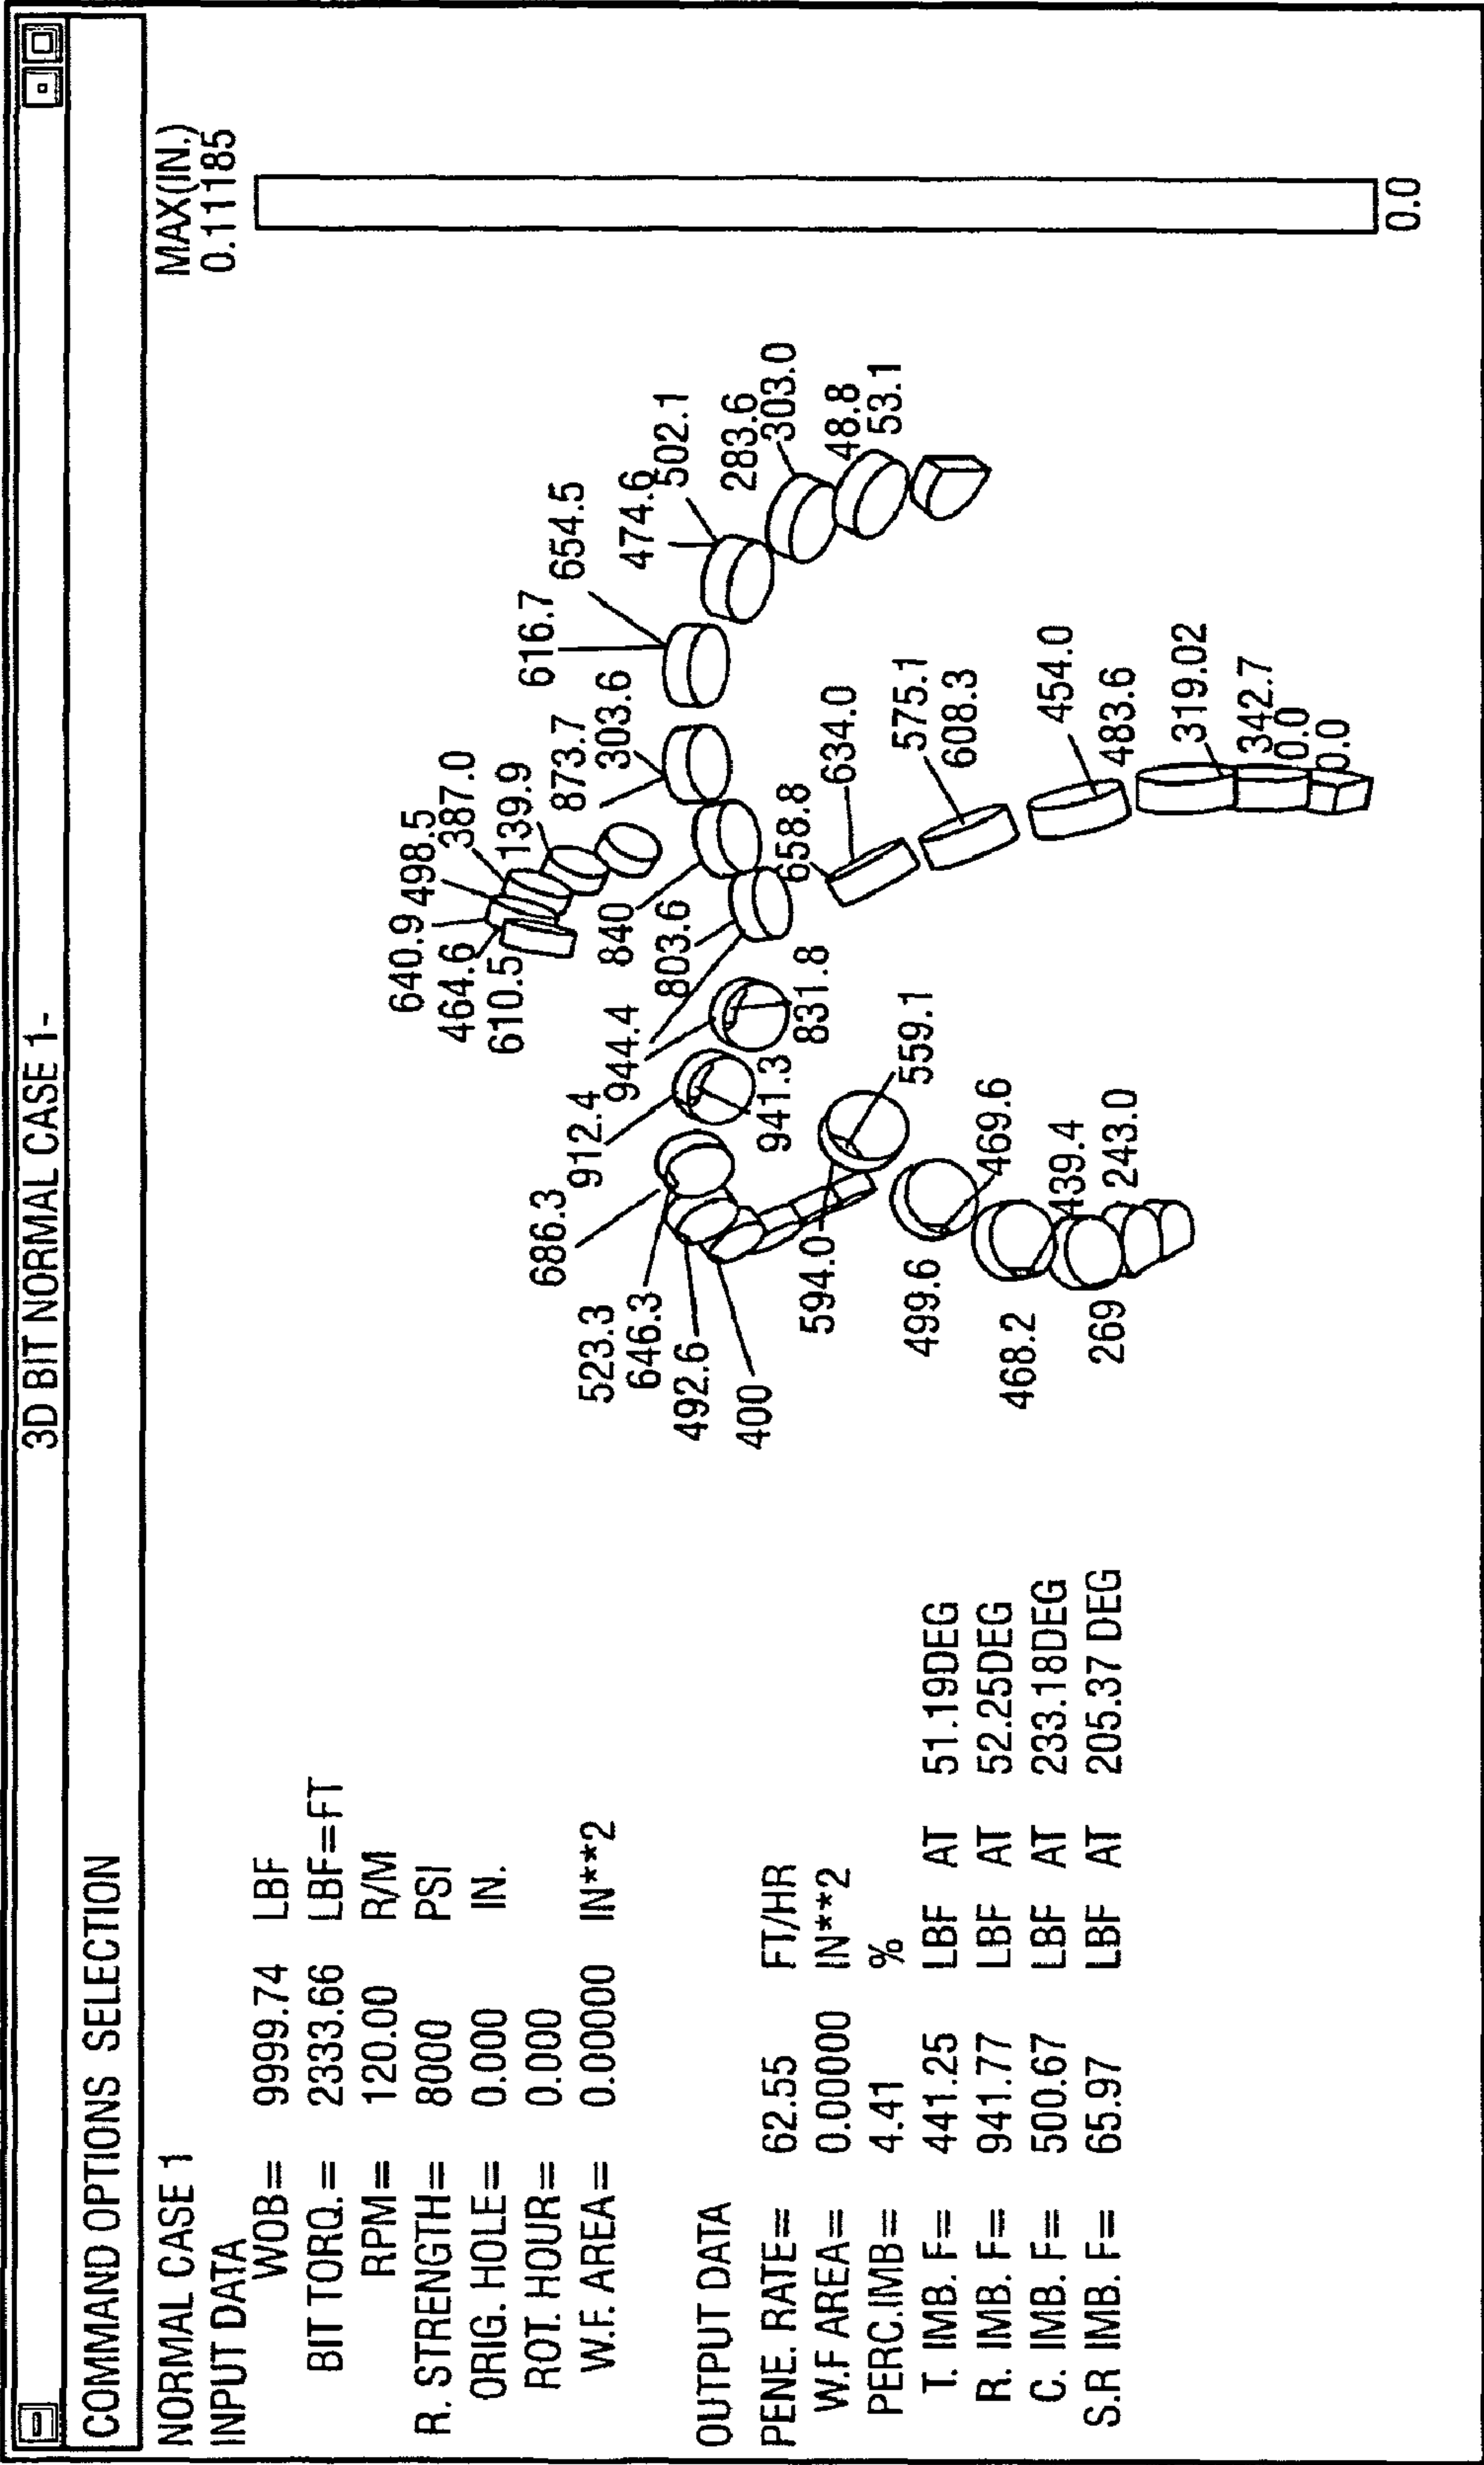 3D BIT NORMAL CASE 1-
COMMAND OPTIONS SELECTION
NORMAL CASE 1
INPUT DATA
WOB= 9999.74 LBF
BIT TORQ.= 2333.66 LBF=FT
RPM= 120.00 R/M
R. STRENGTH= 8000 PSI
ORIG. HOLE= 0.000 IN.
ROT. HOUR= 0.000
W.F. AREA= 0.00000 IN**2
OUTPUT DATA
PENE. RATE= 62.55 FT/HR
W.F AREA= 0.00000 IN**2
PERC.IMB= 4.41 %
T. IMB. F= 441.25 LBF AT 51.19DEG
R. IMB. F= 941.77 LBF AT 52.25DEG
C. IMB. F= 500.67 LBF AT 233.18DEG
S.R IMB. F= 65.97 LBF AT 205.37 DEG
MAX(IN.)
0.11185
0.0
640.9
498.5
387.0
139.9
464.6
610.5
873.7
303.6
616.7
654.5
474.6
502.1
283.6
303.0
48.8
53.1
840
803.6
944.4
831.8
912.4
941.3
686.3
523.3
646.3
492.6
400
658.8
634.0
575.1
608.3
454.0
483.6
319.02
342.7
0.0
0.0
594.0
559.1
499.6
469.6
468.2
439.4
269
243.0